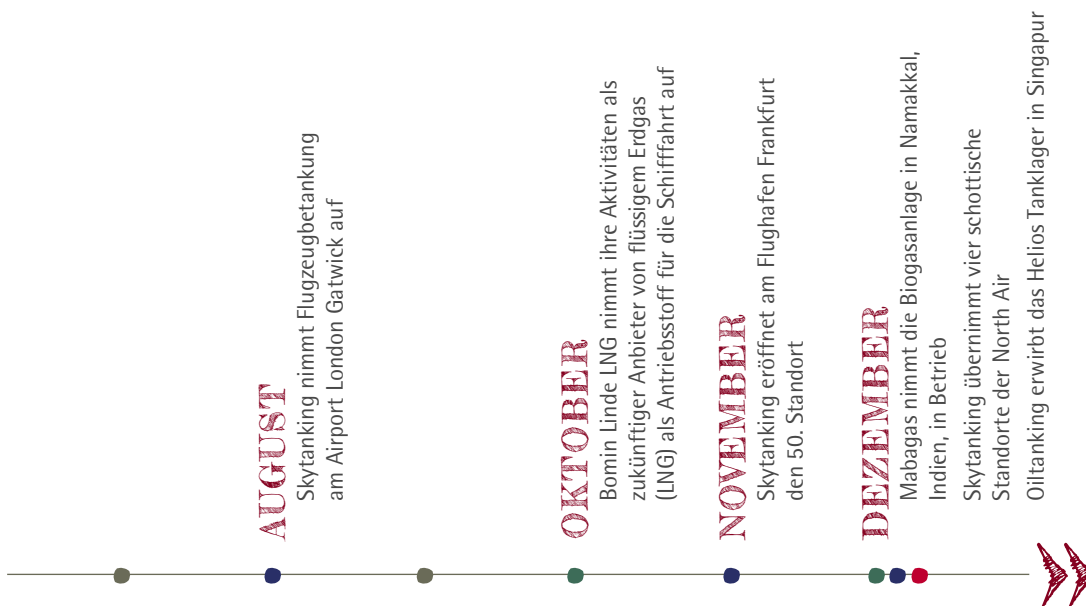 AUGUST
Skytanking nimmt Flugzeugbetankung
am Airport London Gatwick auf
OKTOBER
Bomin Linde LNG nimmt ihre Aktivitäten als
zukünftiger Anbieter von flüssigem Erdgas
(LNG) als Antriebsstoff für die Schifffahrt auf
NOVEMBER
Skytanking eröffnet am Flughafen Frankfurt
den 50. Standort
DEZEMBER
Mabagas nimmt die Biogasanlage in Namakkal,
Indien, in Betrieb
Skytanking übernimmt vier schottische
Standorte der North Air
Oiltanking erwirbt das Helios Tanklager in Singapur